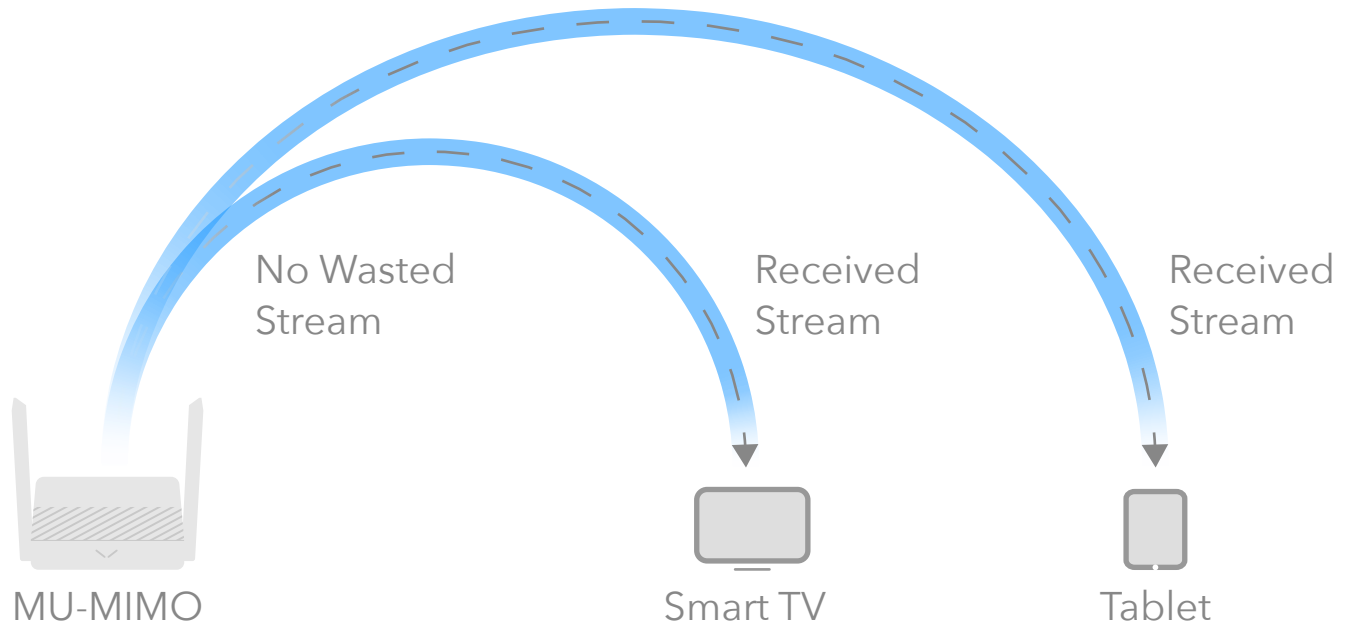 No Wasted
Stream
Received
Stream
Received
Stream
MU-MIMO
Smart TV
Tablet